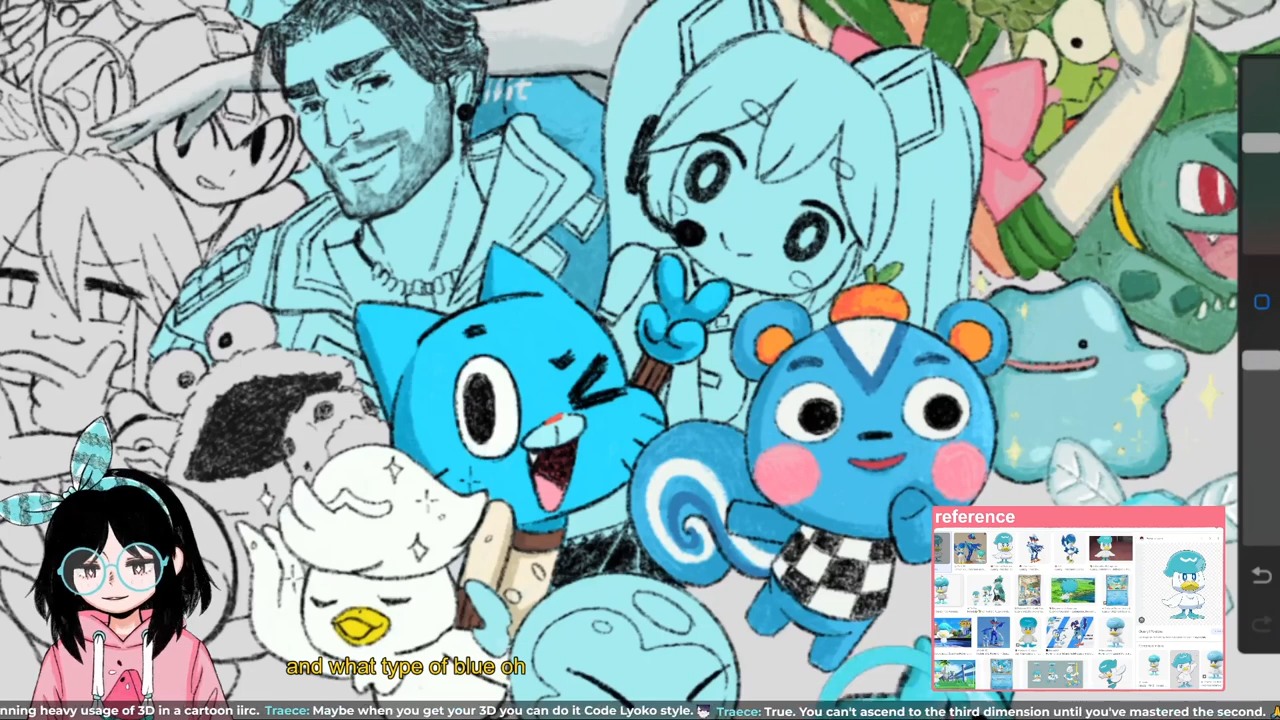 reference
and what type of blue oh
nning heavy usage of 3D in a cartoon iirc. Traece: Maybe when you get your 3D you can do it Code Lyoko style. Traece: True. You can't ascend to the third dimension until you've mastered the second.